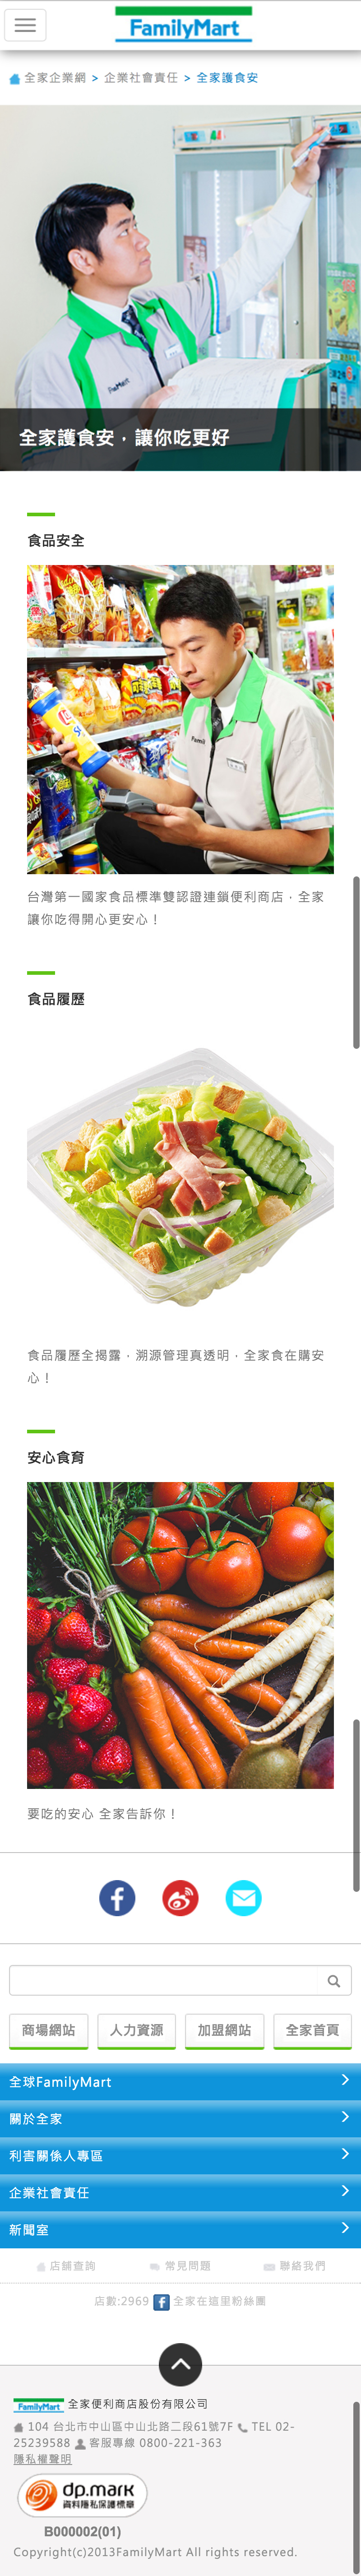 FamilyMart
全家企業網 > 企業社會責任 > 全家護食安
FamilyMart
全家護食安，讓你吃更好
食品安全
Famil
台灣第一國家食品標準雙認證連鎖便利商店，全家
讓你吃得開心更安心！
食品履歷
食品履歷全揭露，溯源管理真透明，全家食在購安
心！
安心食育
要吃的安心 全家告訴你！
商場網站 人力資源 加盟網站 全家首頁
全球FamilyMart
關於全家
利害關係人專區
企業社會責任
新聞室
店舖查詢 常見問題 聯絡我們
店數:2969 全家在這里粉絲團
FamilyMart 全家便利商店股份有限公司
104 台北市中山區中山北路二段61號7F TEL 02-
25239588 客服專線 0800-221-363
隱私權聲明
dp.mark
資料隱私保護標章
B000002(01)
Copyright(c)2013FamilyMart All rights reserved.